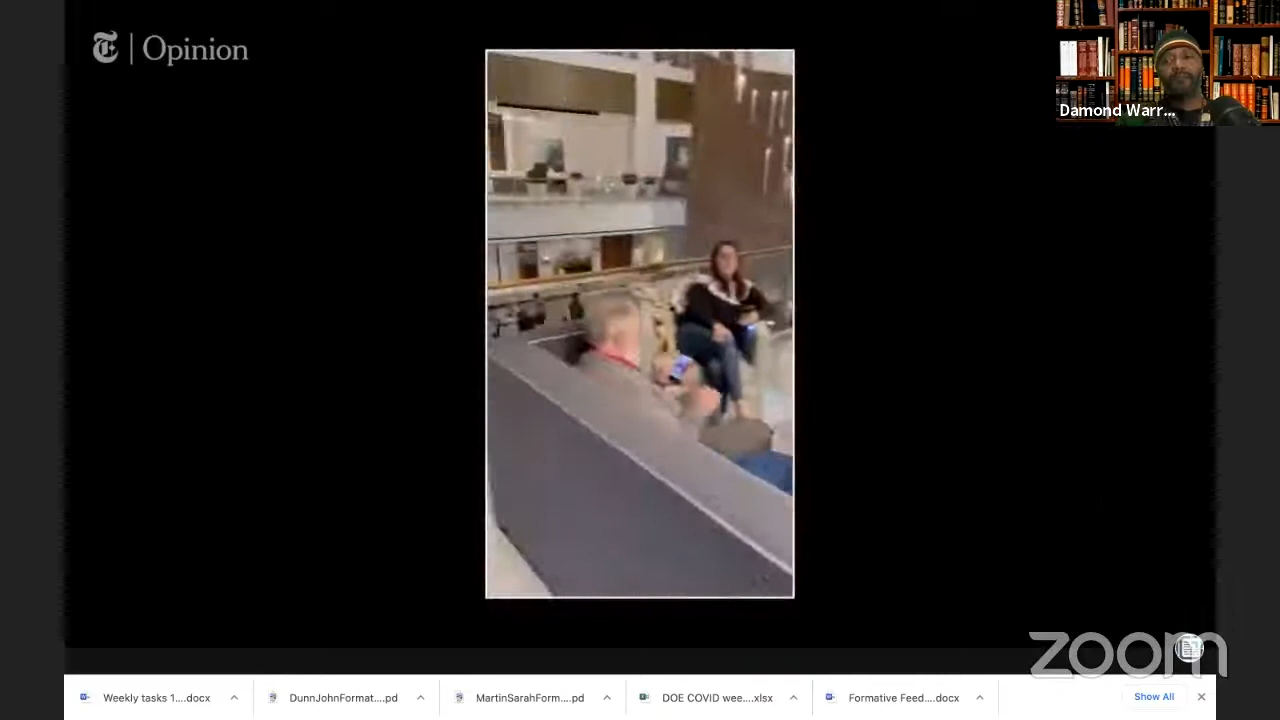 Opinion
Damond Warr...
zoom
Weekly tasks 1....docx
DunnJohnFormat....pd
MartinSarahForm....pd
DOE COVID wee....xlsx
Formative Feed....docx
Show All